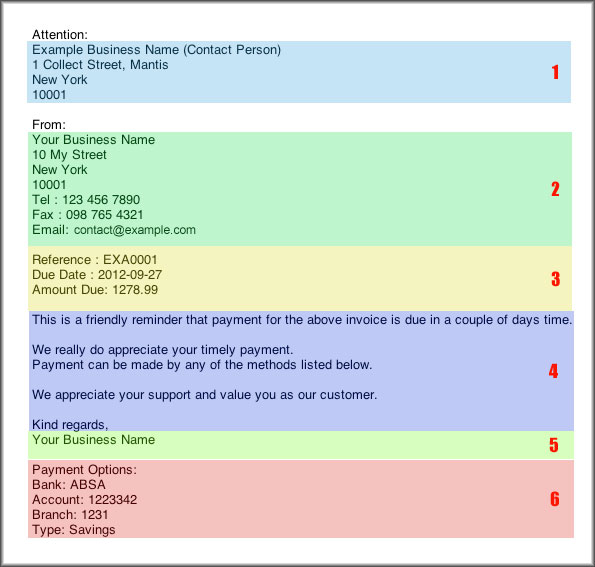 Attention:
Example Business Name (Contact Person)
1 Collect Street, Mantis
New York
10001
1
From:
Your Business Name
10 My Street
New York
10001
Tel : 123 456 7890
Fax : 098 765 4321
Email: contact@example.com
2
Reference : EXA0001
Due Date : 2012-09-27
Amount Due: 1278.99
3
This is a friendly reminder that payment for the above invoice is due in a couple of days time.
We really do appreciate your timely payment.
Payment can be made by any of the methods listed below.
We appreciate your support and value you as our customer.
Kind regards,
4
Your Business Name
5
Payment Options:
Bank: ABSA
Account: 1223342
Branch: 1231
Type: Savings
6